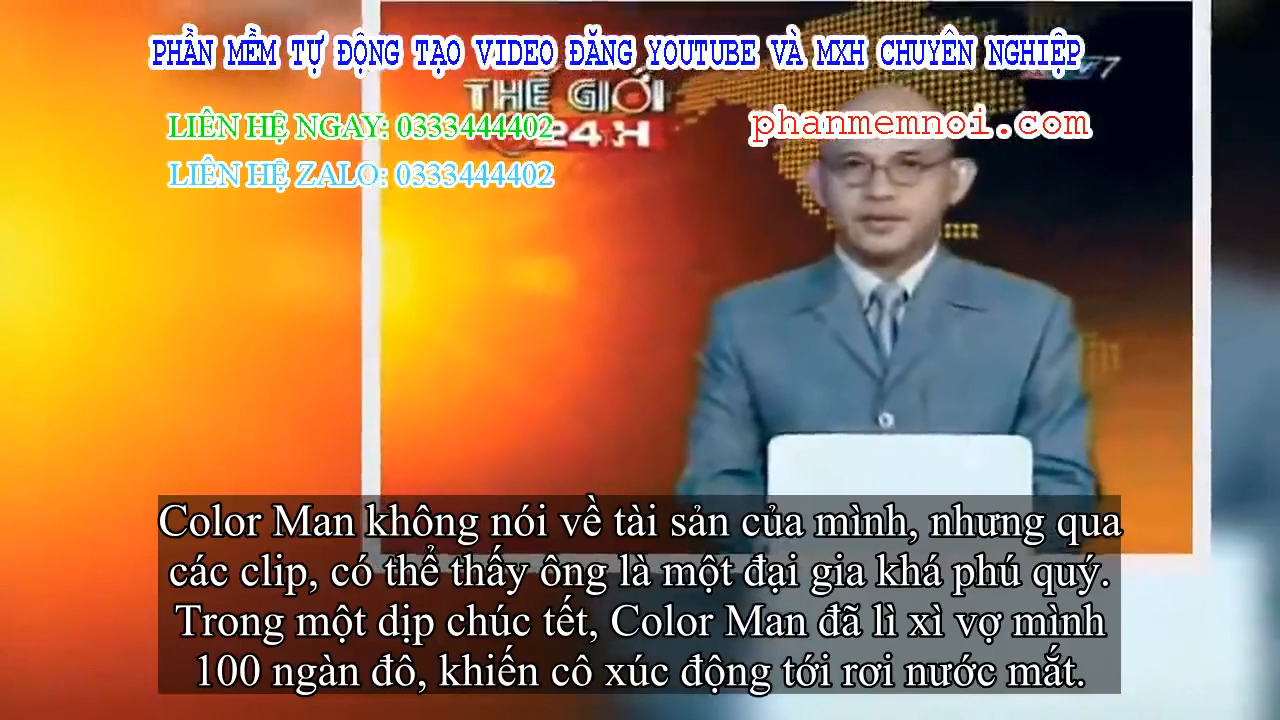 PHẦN MỀM TỰ ĐỘNG TẠO VIDEO ĐĂNG YOUTUBE VÀ MXH CHUYÊN NGHIỆP
THẾ GIỚI
24H
LIÊN HỆ NGAY: 0333444402
phanmemnoi.com
LIÊN HỆ ZALO: 0333444402
Color Man không nói về tài sản của mình, nhưng qua
các clip, có thể thấy ông là một đại gia khá phú quý.
Trong một dịp chúc tết, Color Man đã lì xì vợ mình
100 ngàn đô, khiến cô xúc động tới rơi nước mắt.